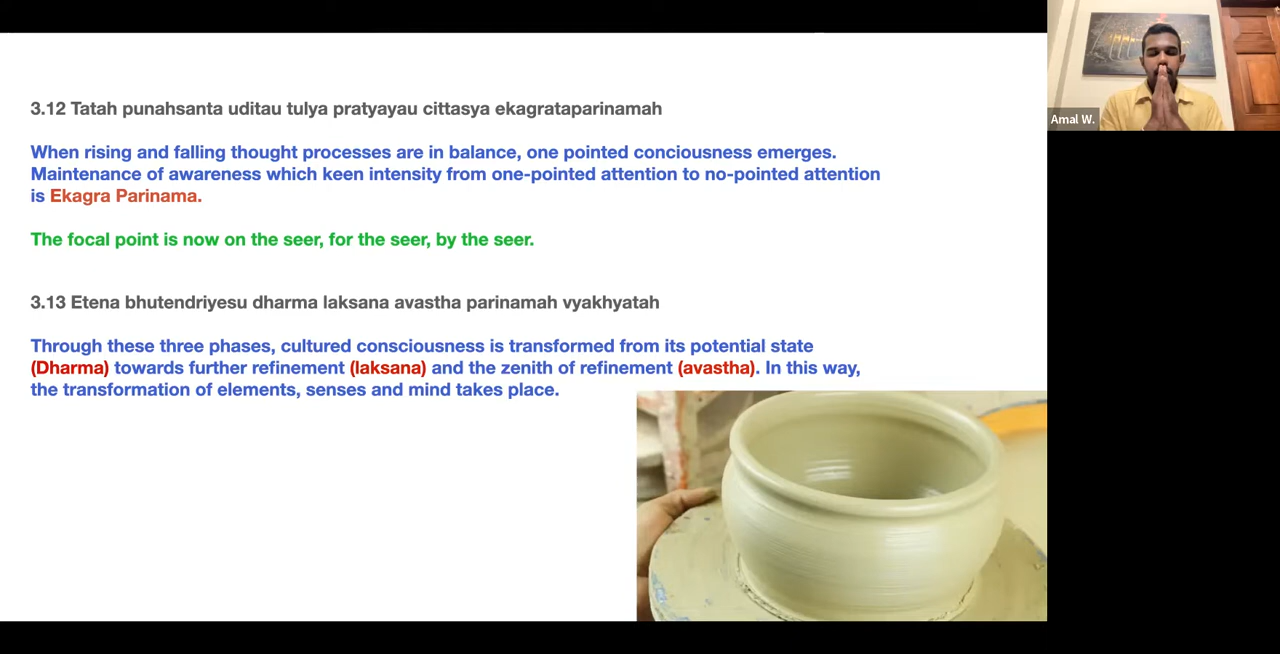 3.12 Tatah punahsanta uditau tulya pratyayau cittasya ekagrataparinamah
When rising and falling thought processes are in balance, one pointed conciousness emerges.
Maintenance of awareness which keen intensity from one-pointed attention to no-pointed attention
is Ekagra Parinama.
The focal point is now on the seer, for the seer, by the seer.
3.13 Etena bhutendriyesu dharma laksana avastha parinamah vyakhyatah
Through these three phases, cultured consciousness is transformed from its potential state
(Dharma) towards further refinement (laksana) and the zenith of refinement (avastha). In this way,
the transformation of elements, senses and mind takes place.
Amal W.